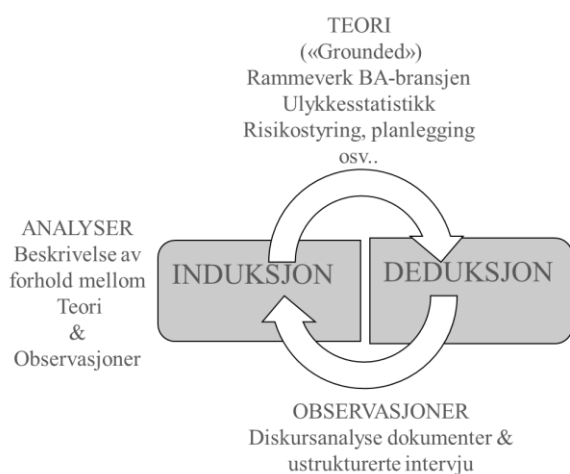 TEORI
(«Grounded»)
Rammeverk BA-bransjen
Ulykkesstatistikk
Risikostyring, planlegging
osv..
ANALYSER
Beskrivelse av
forhold mellom
Teori
&
Observasjoner
INDUKSJON
DEDUKSJON
OBSERVASJONER
Diskursanalyse dokumenter &
ustrukturerte intervju